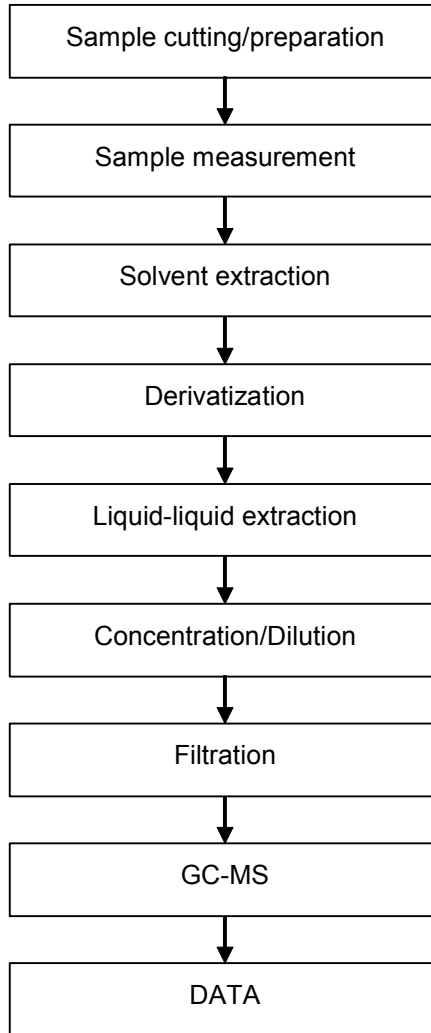 Sample cutting/preparation
Sample measurement
Solvent extraction
Derivatization
Liquid-liquid extraction
Concentration/Dilution
Filtration
GC-MS
DATA